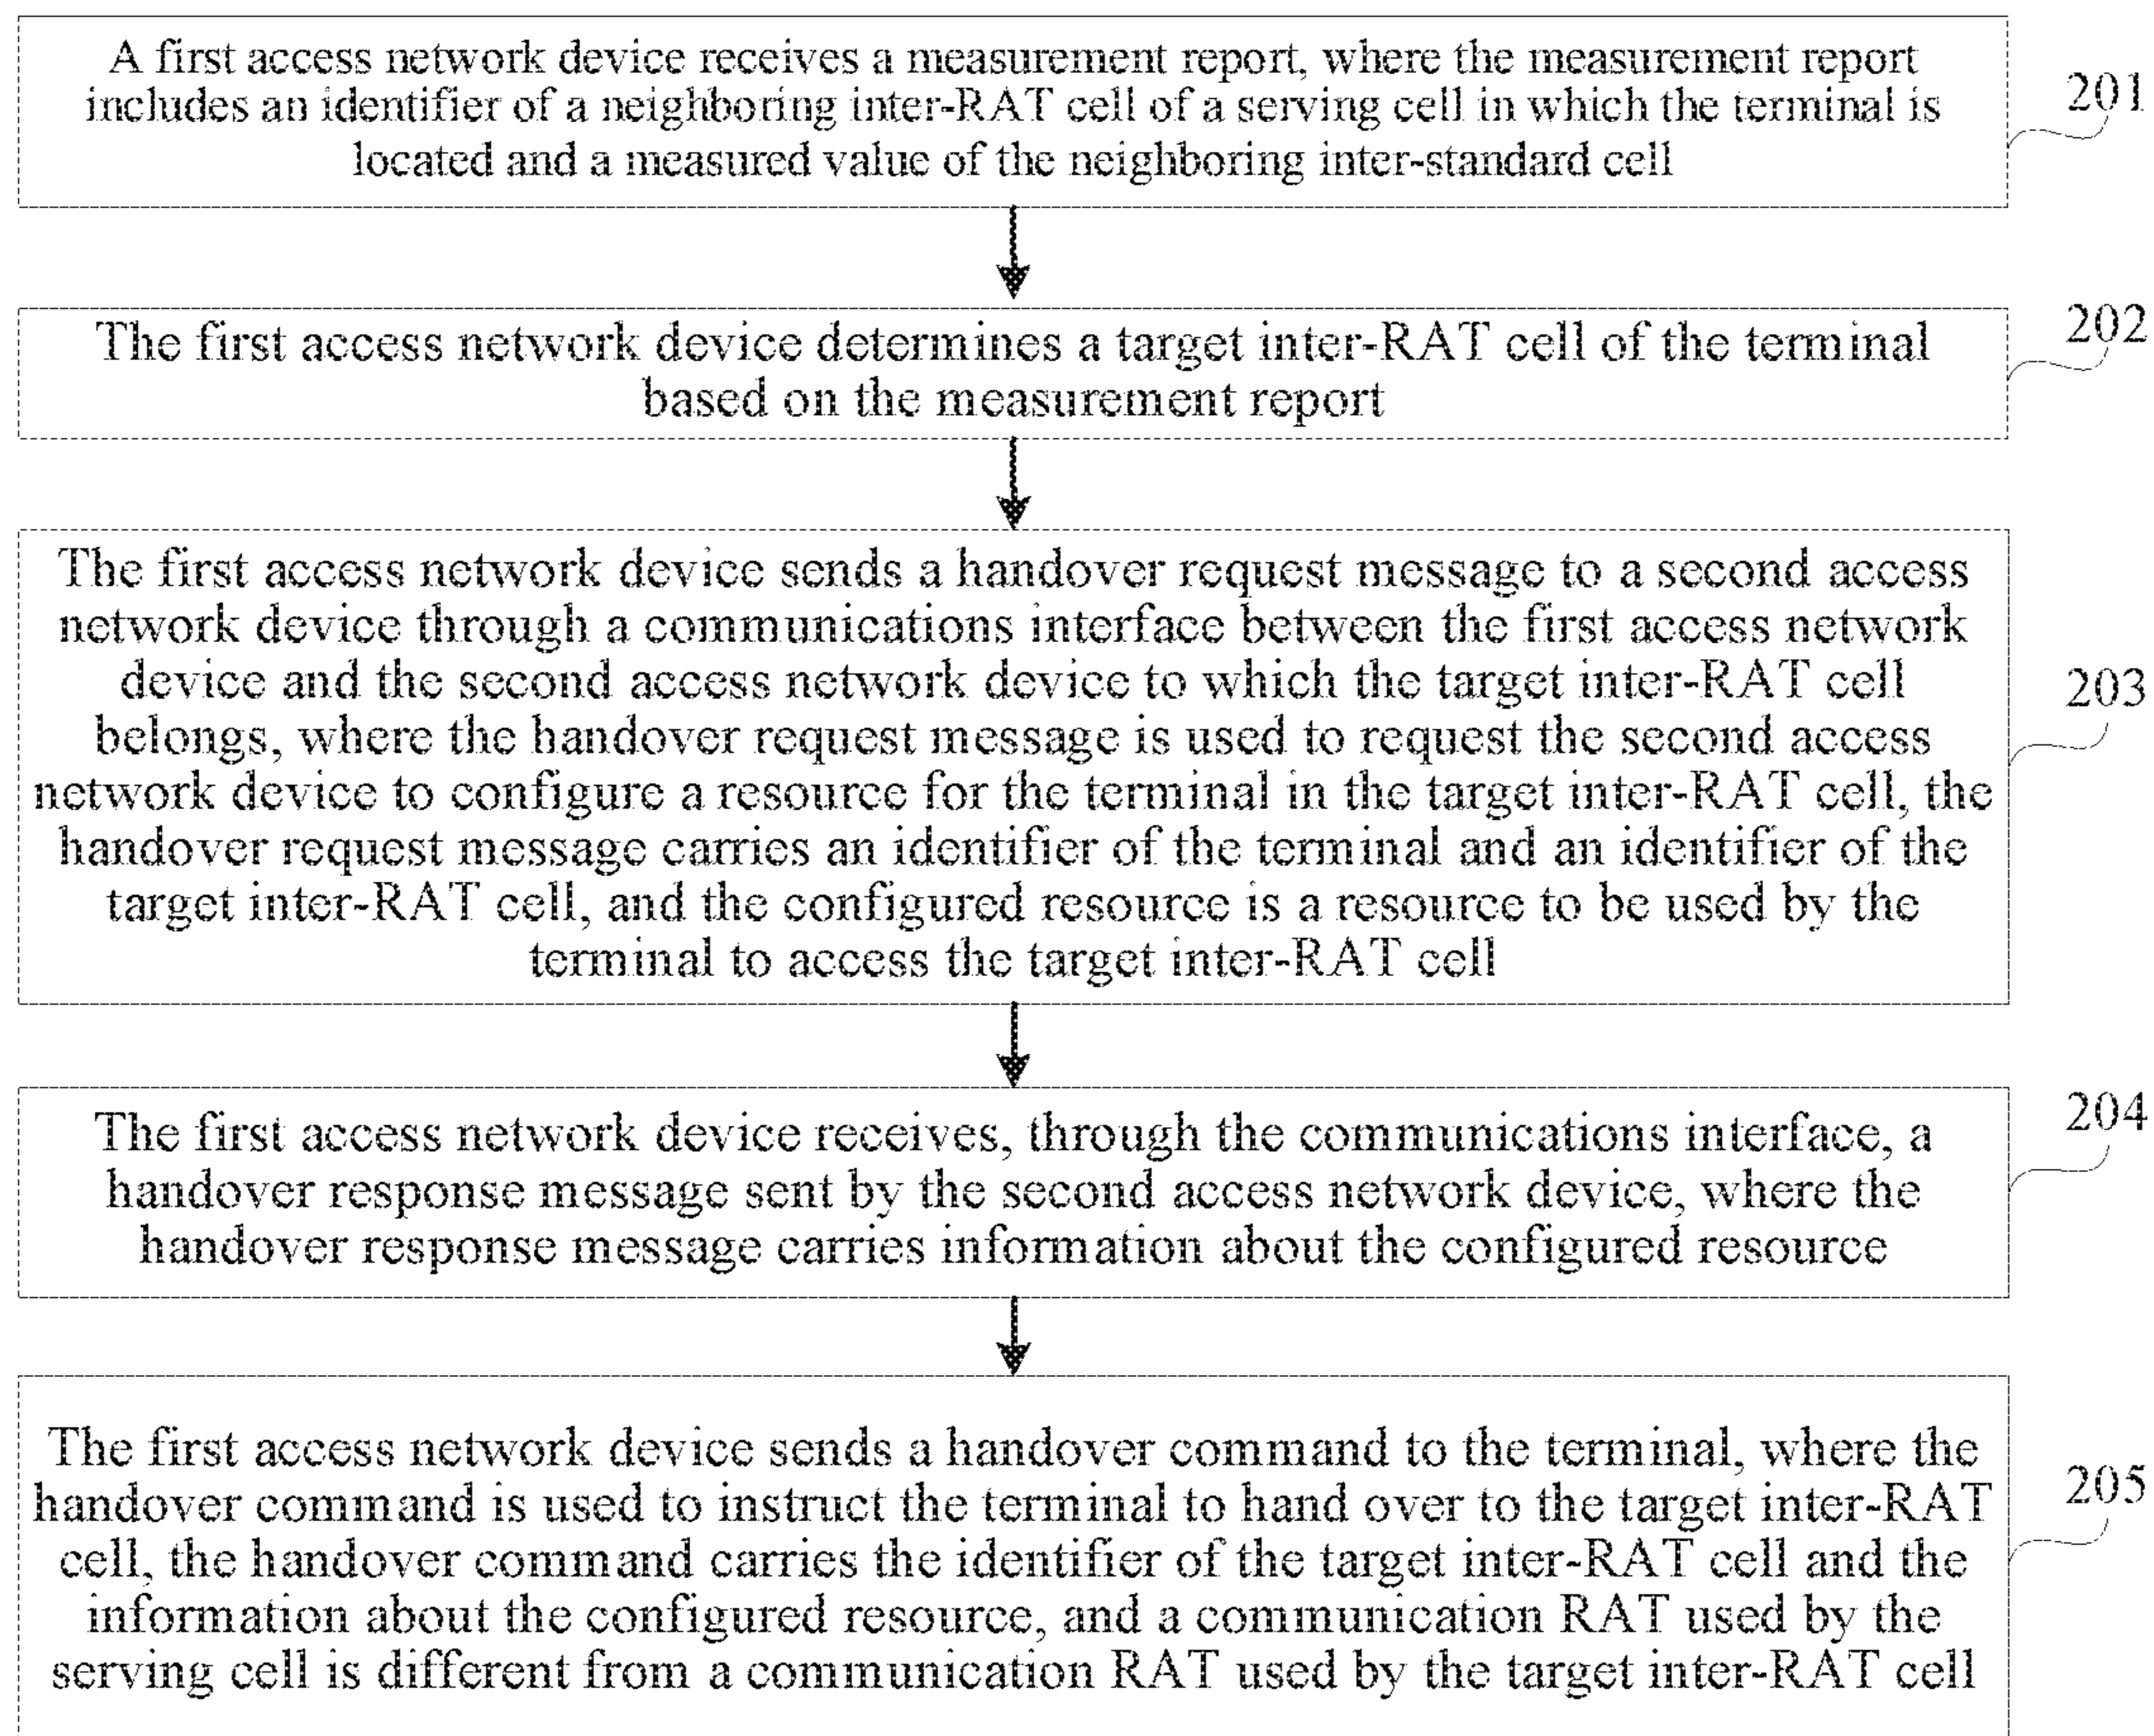 A first access network device receives a measurement report, where the measurement report
includes an identifier of a neighboring inter-RAT cell of a serving cell in which the terminal is
located and a measured value of the neighboring inter-standard cell
201
The first access network device determines a target inter-RAT cell of the terminal
based on the measurement report
202
The first access network device sends a handover request message to a second access
network device through a communications interface between the first access network
device and the second access network device to which the target inter-RAT cell
belongs, where the handover request message is used to request the second access
network device to configure a resource for the terminal in the target inter-RAT cell, the
handover request message carries an identifier of the terminal and an identifier of the
target inter-RAT cell, and the configured resource is a resource to be used by the
terminal to access the target inter-RAT cell
203
The first access network device receives, through the communications interface, a
handover response message sent by the second access network device, where the
handover response message carries information about the configured resource
204
The first access network device sends a handover command to the terminal, where the
handover command is used to instruct the terminal to hand over to the target inter-RAT
cell, the handover command carries the identifier of the target inter-RAT cell and the
information about the configured resource, and a communication RAT used by the
serving cell is different from a communication RAT used by the target inter-RAT cell
205